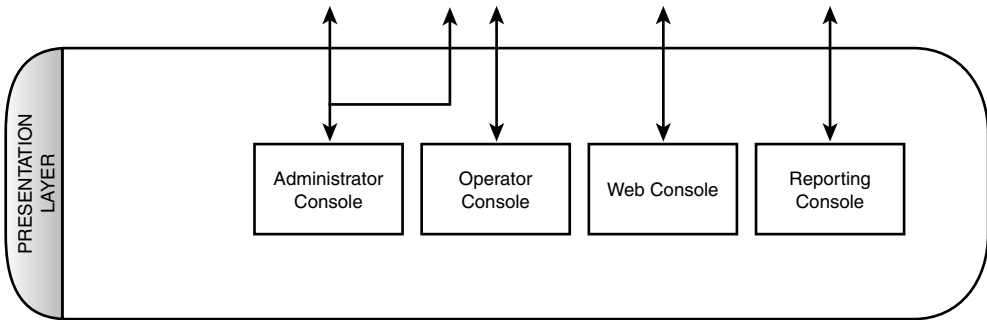 PRESENTATION
LAYER
Administrator
Console
Operator
Console
Web Console
Reporting
Console